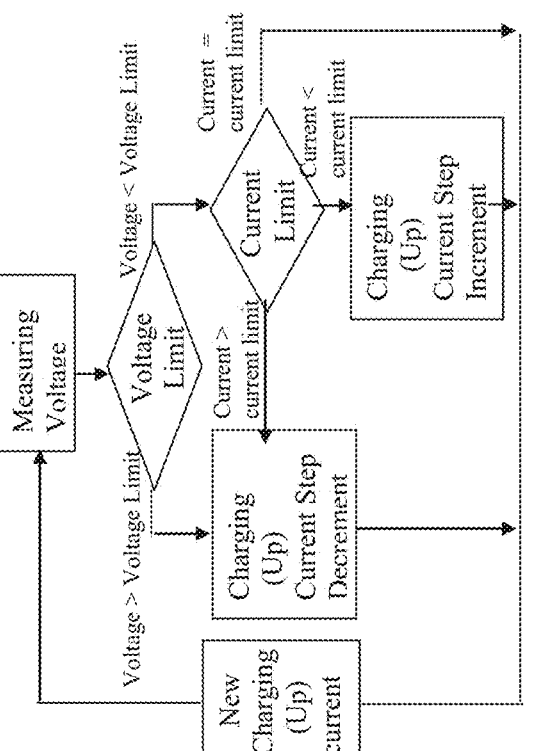 Measuring
Voltage
Voltage > Voltage Limit
Voltage
Limit
Voltage < Voltage Limit
Current >
current limit
Current
Limit
Current =
current limit
Current <
current limit
Charging
(Up)
Current Step
Decrement
Charging
(Up)
Current Step
Increment
New
Charging
(Up)
current